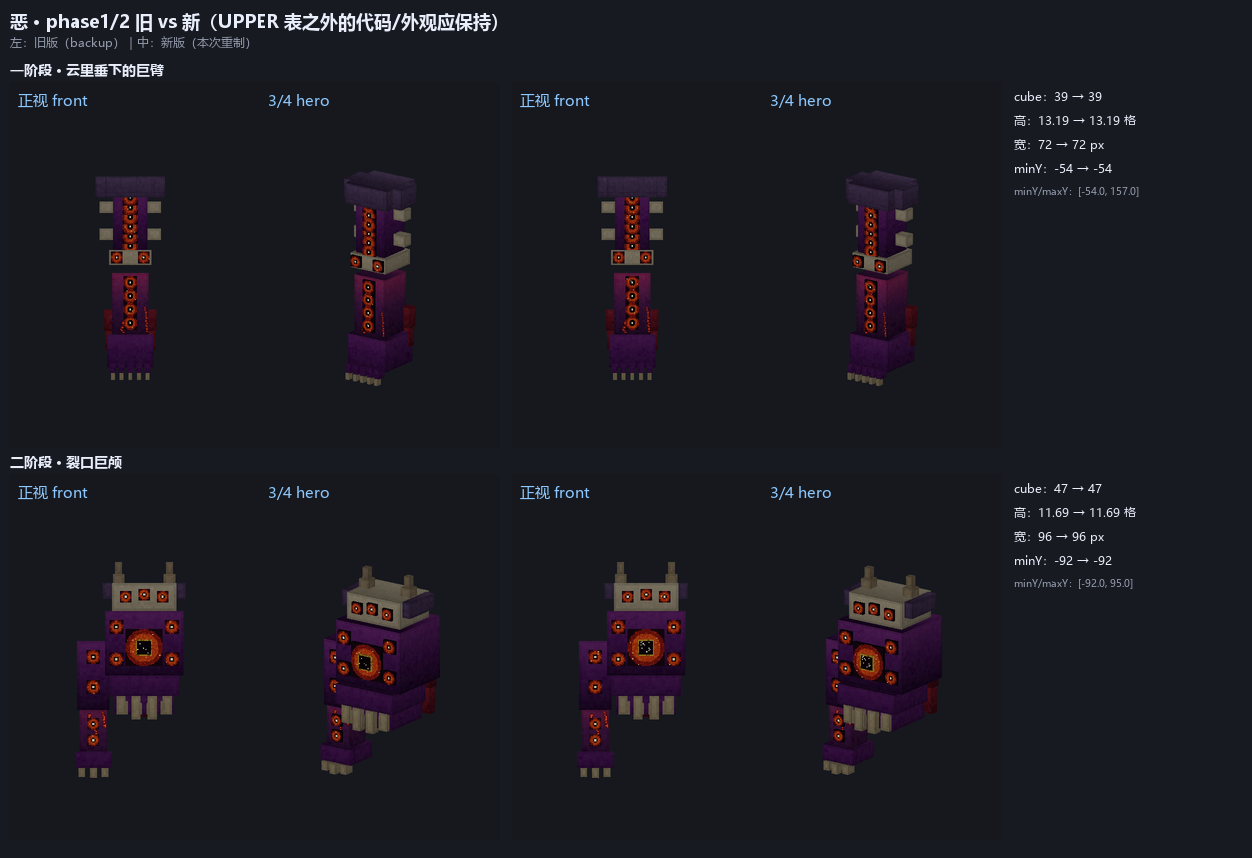 恶 • phase1/2 旧 vs 新（UPPER 表之外的代码/外观应保持）
左：旧版（backup） | 中：新版（本次重制）
一阶段 • 云里垂下的巨臂
正视 front
3/4 hero
正视 front
3/4 hero
cube：39 → 39
高：13.19 → 13.19 格
宽：72 → 72 px
minY：-54 → -54
minY/maxY：[-54.0, 157.0]
二阶段 • 裂口巨颅
正视 front
3/4 hero
正视 front
3/4 hero
cube：47 → 47
高：11.69 → 11.69 格
宽：96 → 96 px
minY：-92 → -92
minY/maxY：[-92.0, 95.0]